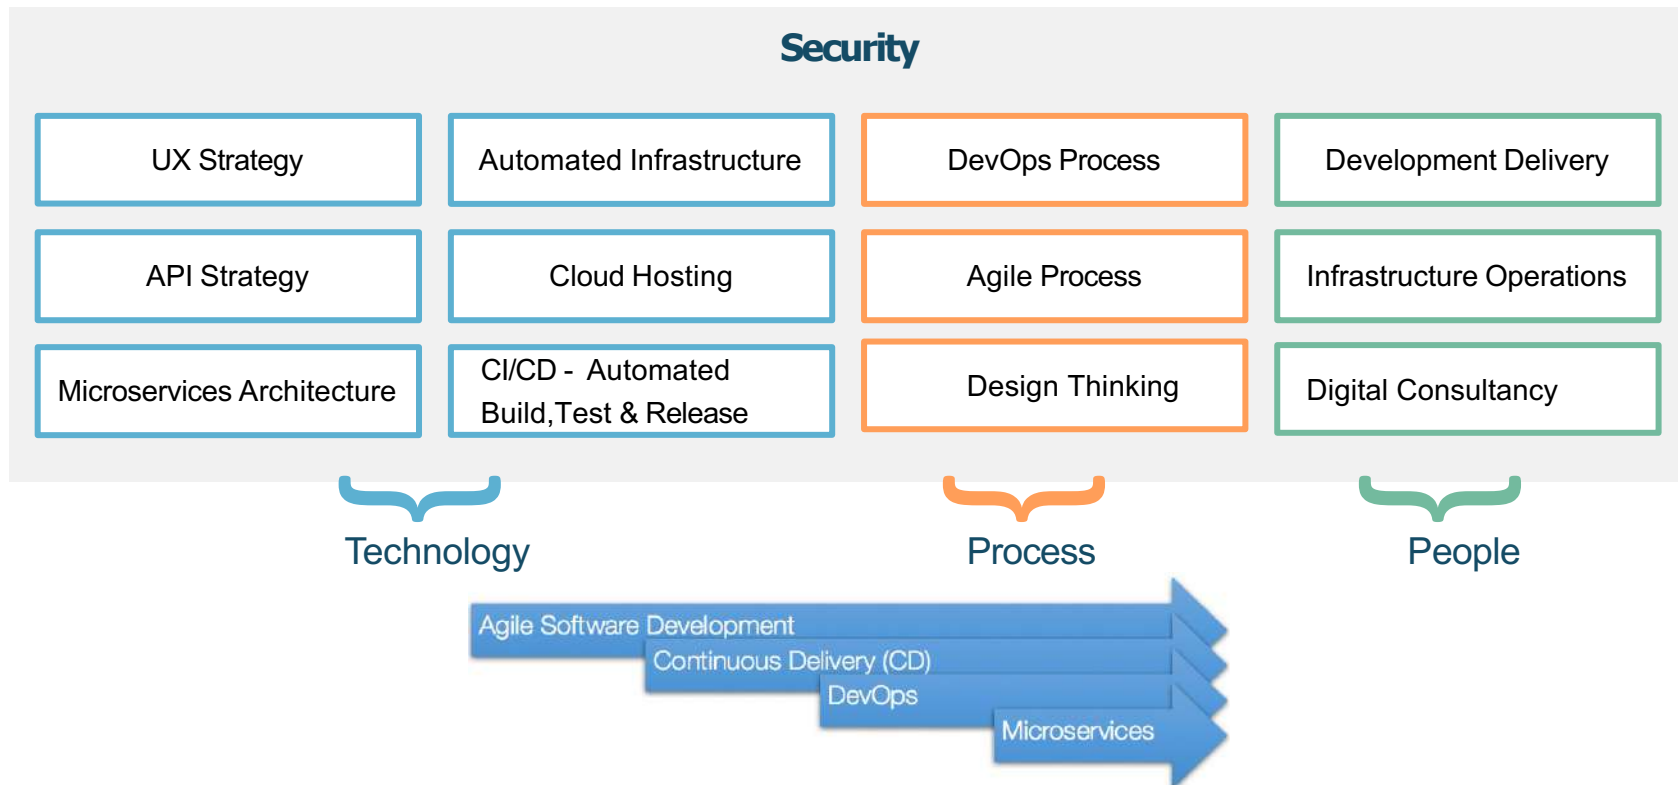 Security
UX Strategy
Automated Infrastructure
DevOps Process
Development Delivery
API Strategy
Cloud Hosting
Agile Process
Infrastructure Operations
Microservices Architecture
CI/CD - Automated
Build,Test & Release
Design Thinking
Digital Consultancy
Technology
Process
People
Agile Software Development
Continuous Delivery (CD)
DevOps
Microservices